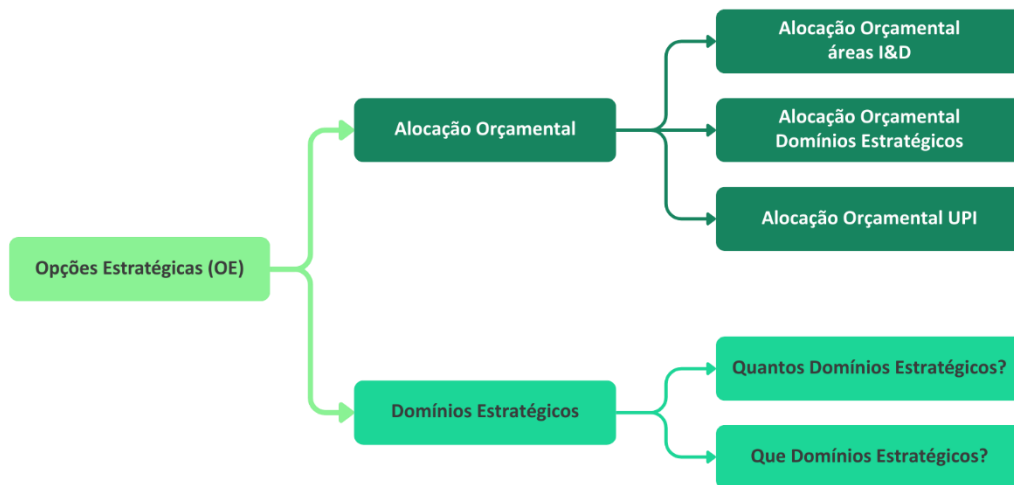 Alocação Orçamental
áreas I&D
Alocação Orçamental
Alocação Orçamental
Domínios Estratégicos
Alocação Orçamental UPI
Opções Estratégicas (OE)
Quantos Domínios Estratégicos?
Domínios Estratégicos
Que Domínios Estratégicos?